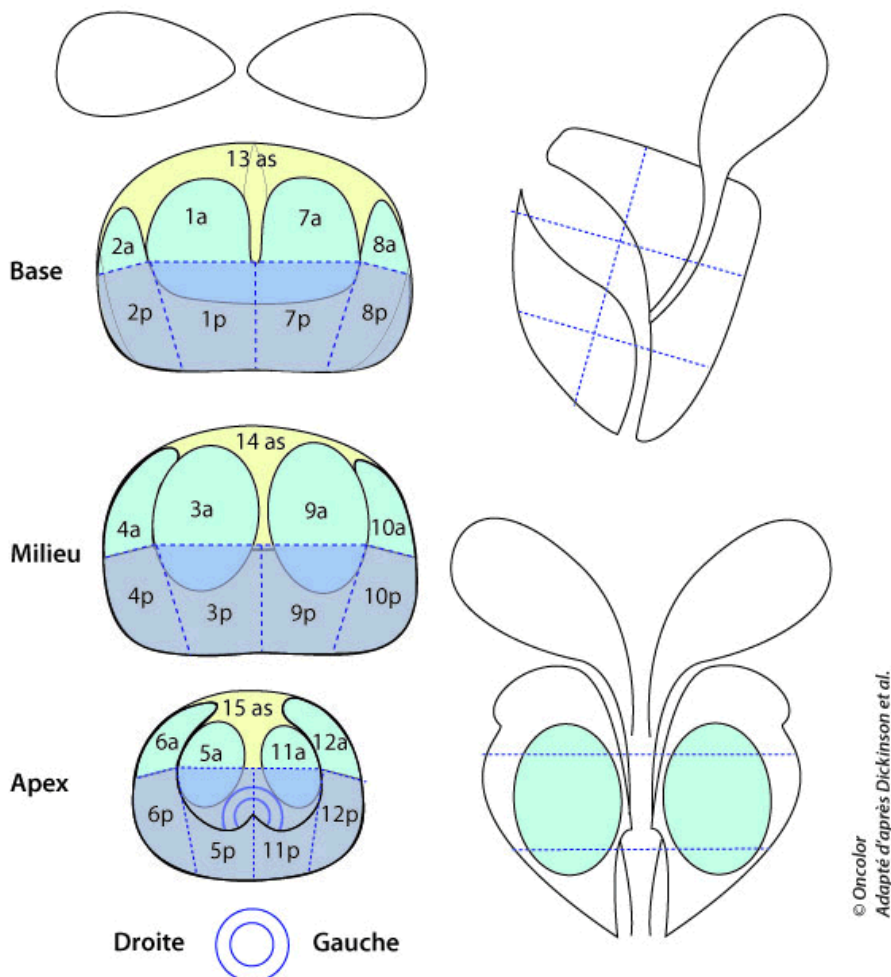 13 as
1a 7a
2a 8a
Base
2p 1p 7p 8p
14 as
3a 9a
4a 10a
Milieu
4p 3p 9p 10p
15 as
6a 5a 11a 12a
Apex
6p 12p
5p 11p
Droite Gauche
© Oncolor
Adapté d'après Dickinson et al.